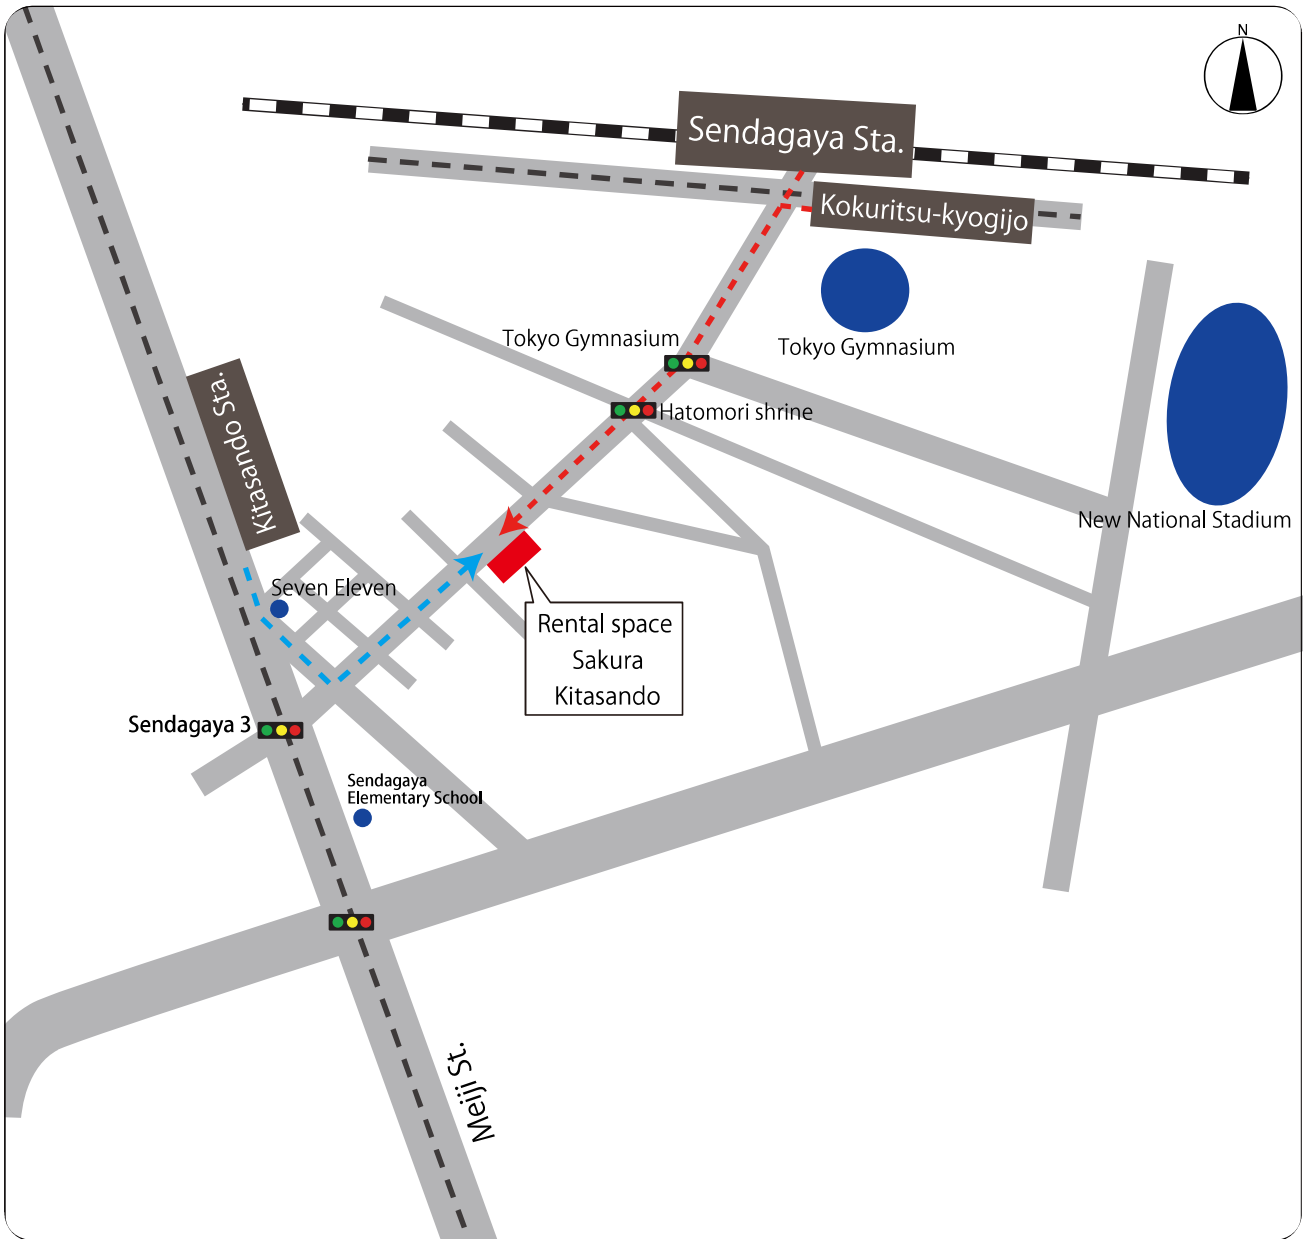 N
Sendagaya Sta.
Kokuritsu-kyogijo
Tokyo Gymnasium
Tokyo Gymnasium
Kitasando Sta.
Hatomori shrine
New National Stadium
Seven Eleven
Rental space
Sakura
Kitasando
Sendagaya 3
Sendagaya
Elementary School
Meiji St.